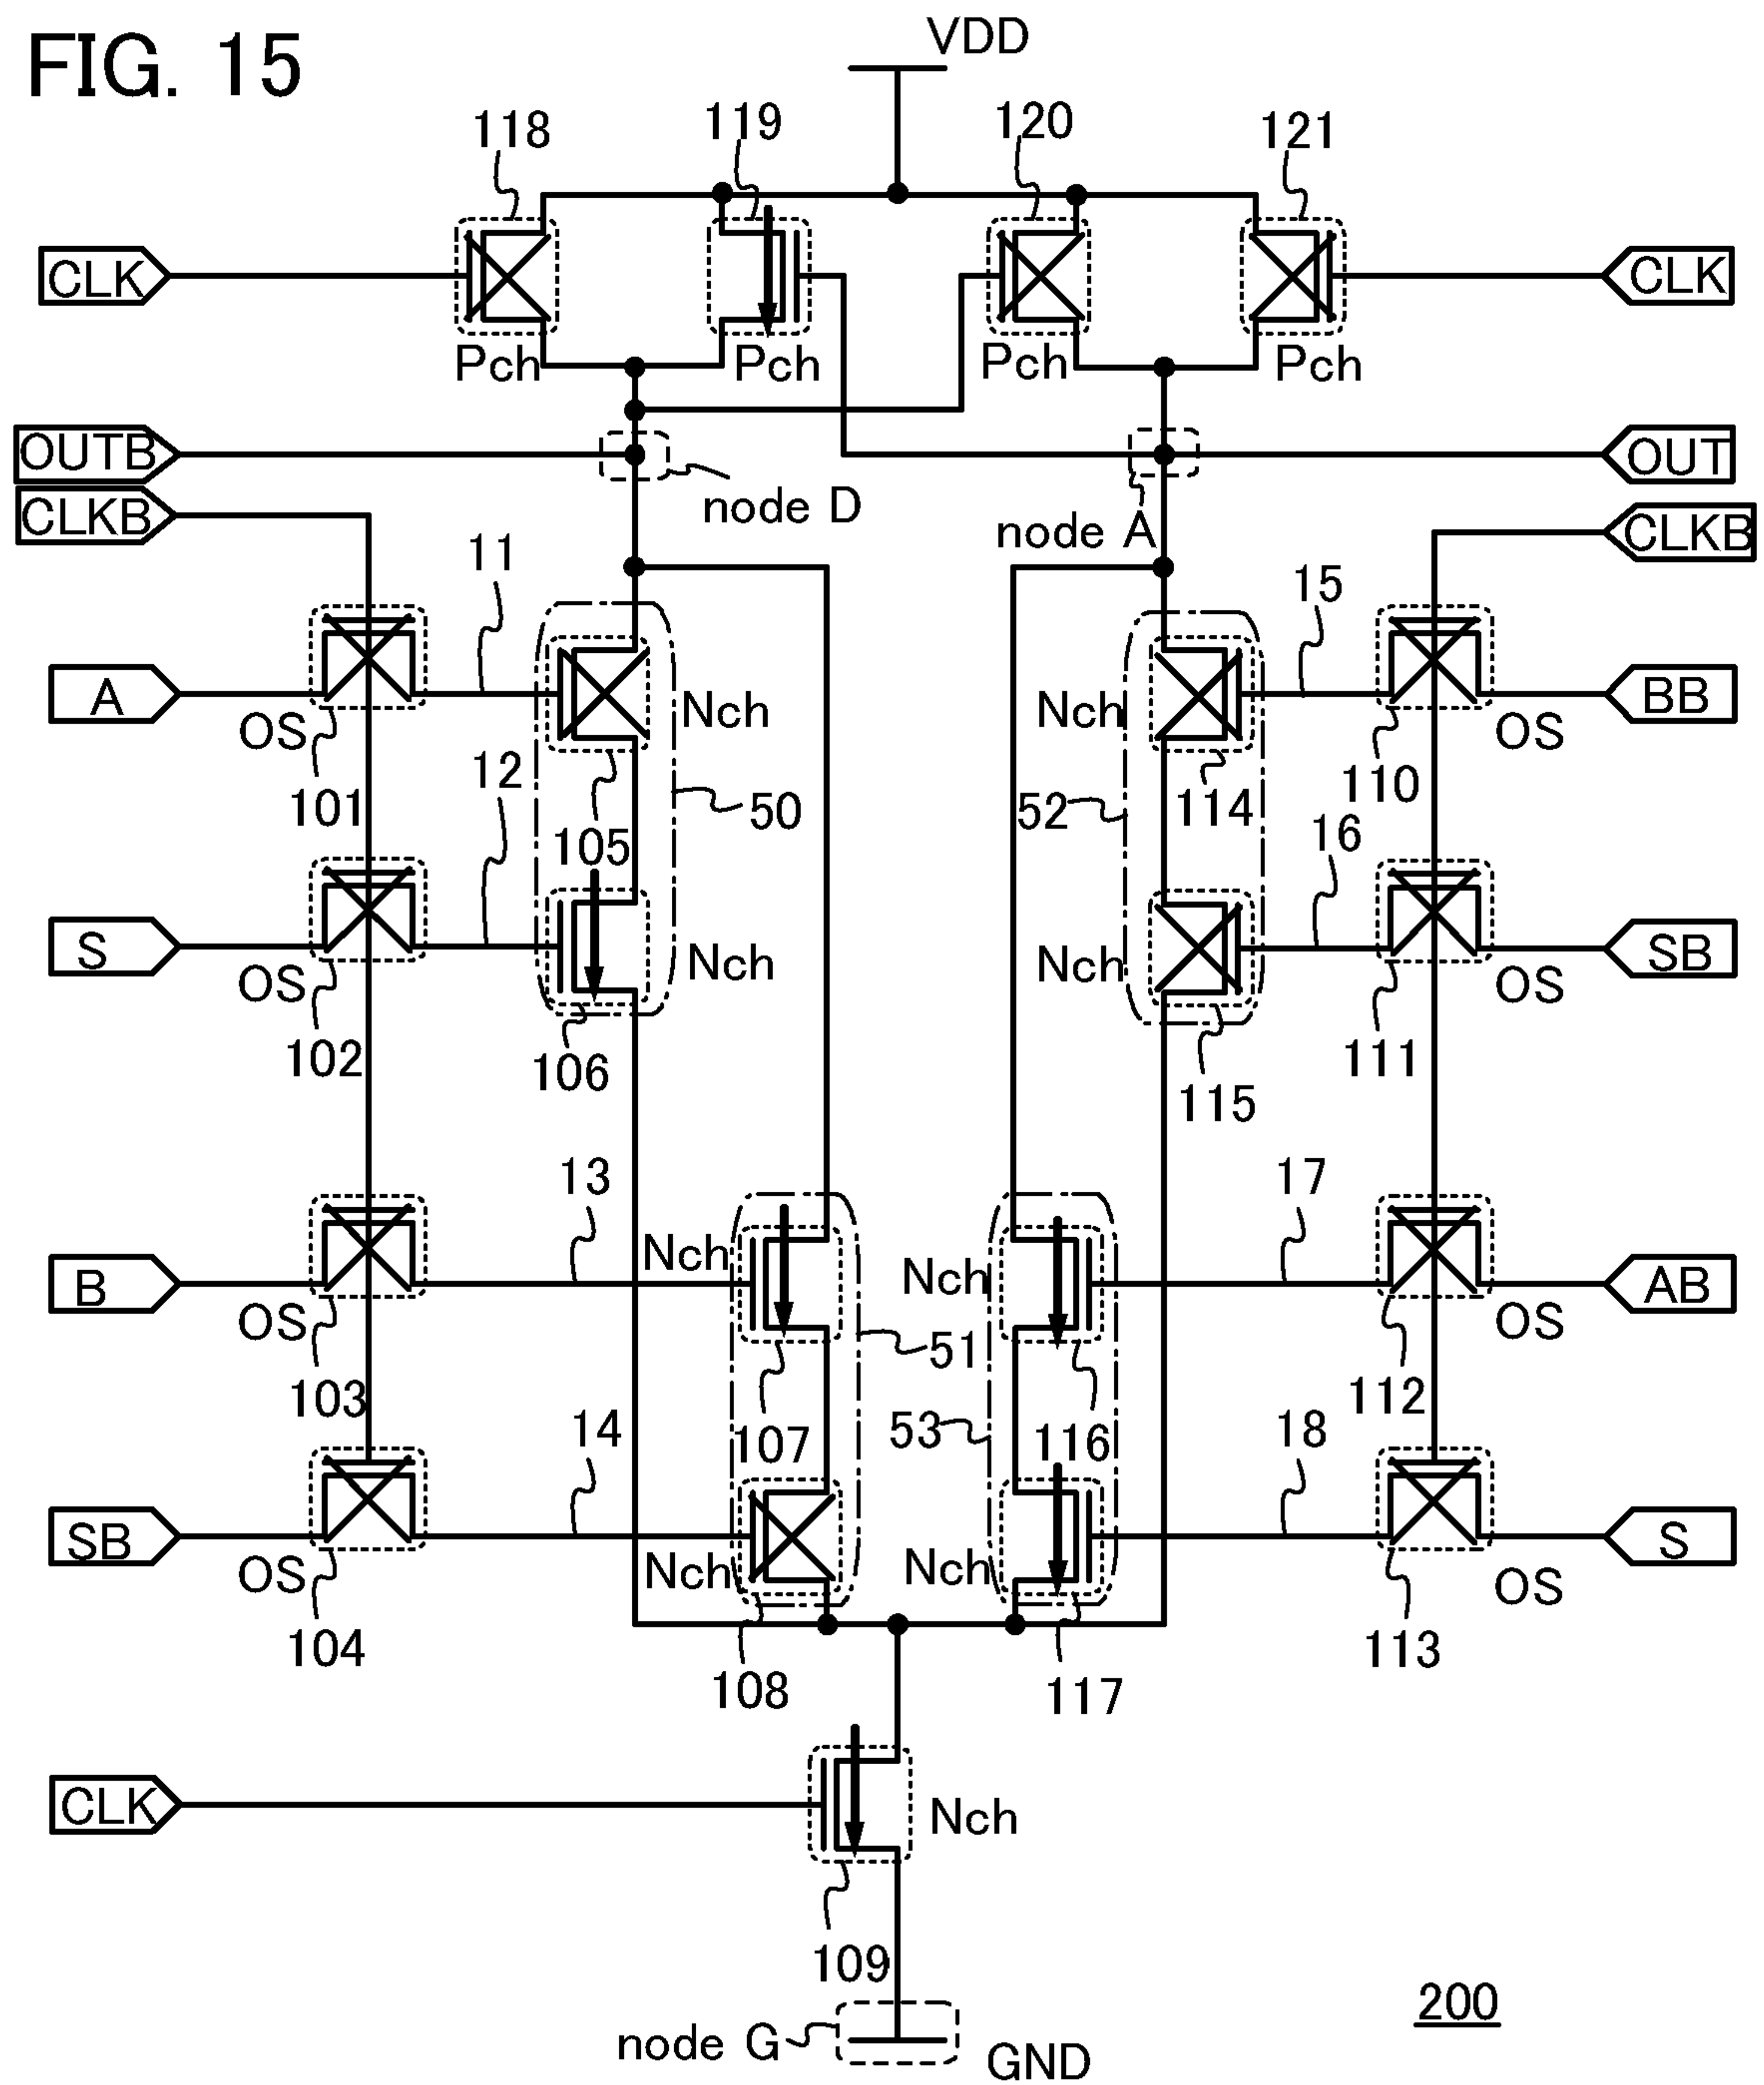 FIG. 15
VDD
118
119
120
121
CLK
CLK
Pch
Pch
Pch
Pch
OUTB
OUT
node D
node A
CLKB
CLKB
11
15
A
BB
OS
101
105
Nch
50
Nch
114
52
110
OS
12
16
S
SB
OS
102
106
Nch
Nch
115
111
OS
13
17
B
AB
OS
103
Nch
107
51
Nch
116
53
112
OS
14
18
SB
S
OS
104
Nch
108
Nch
117
113
OS
CLK
Nch
109
node G
GND
200